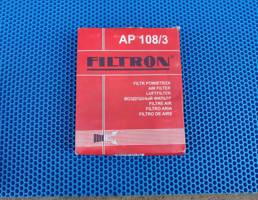 AP 108/3
FILTRON
FILTR POWIETRZA
AIR FILTER
LUFTFILTER
ВОЗДУШНЫЙ ФИЛЬТР
FILTRE AIR
FILTRO ARIA
FILTRO DE AIRE